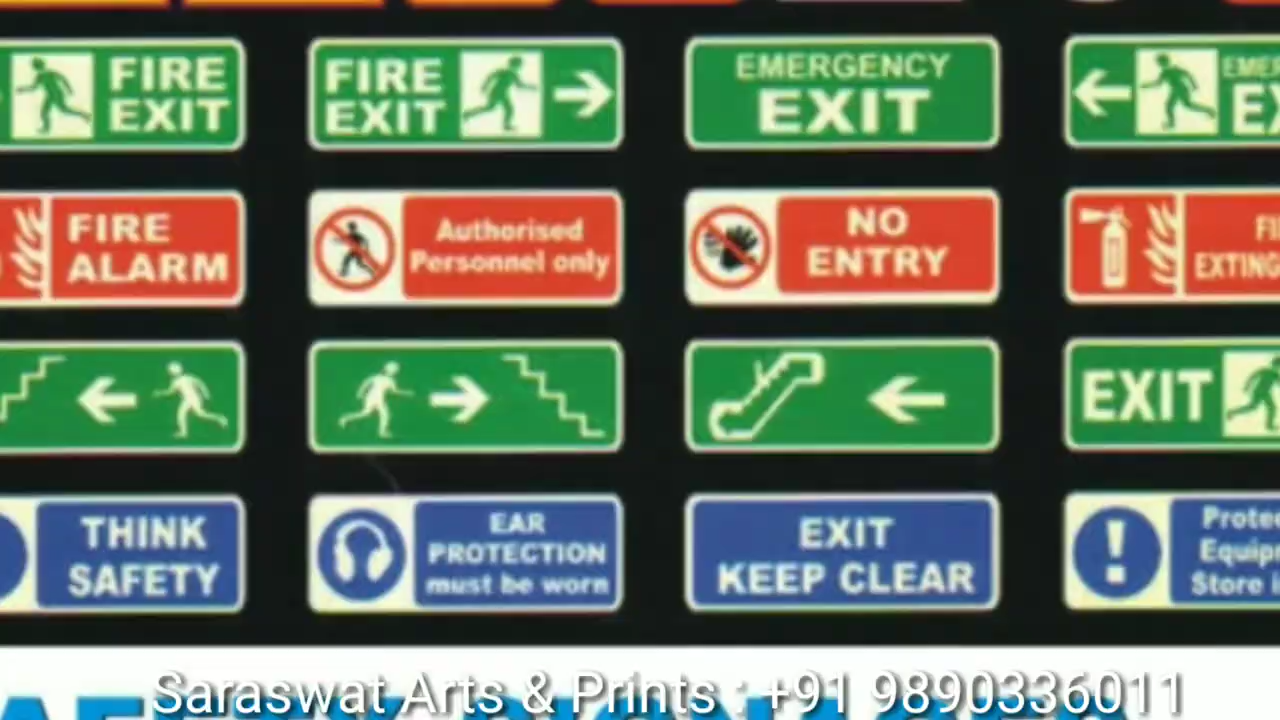 FIRE
EXIT
FIRE
EXIT
EMERGENCY
EXIT
FIRE
ALARM
Authorised
Personnel only
NO
ENTRY
EXIT
THINK
SAFETY
EAR
PROTECTION
must be worn
EXIT
KEEP CLEAR
Saraswat Arts & Prints : +91 9890336011